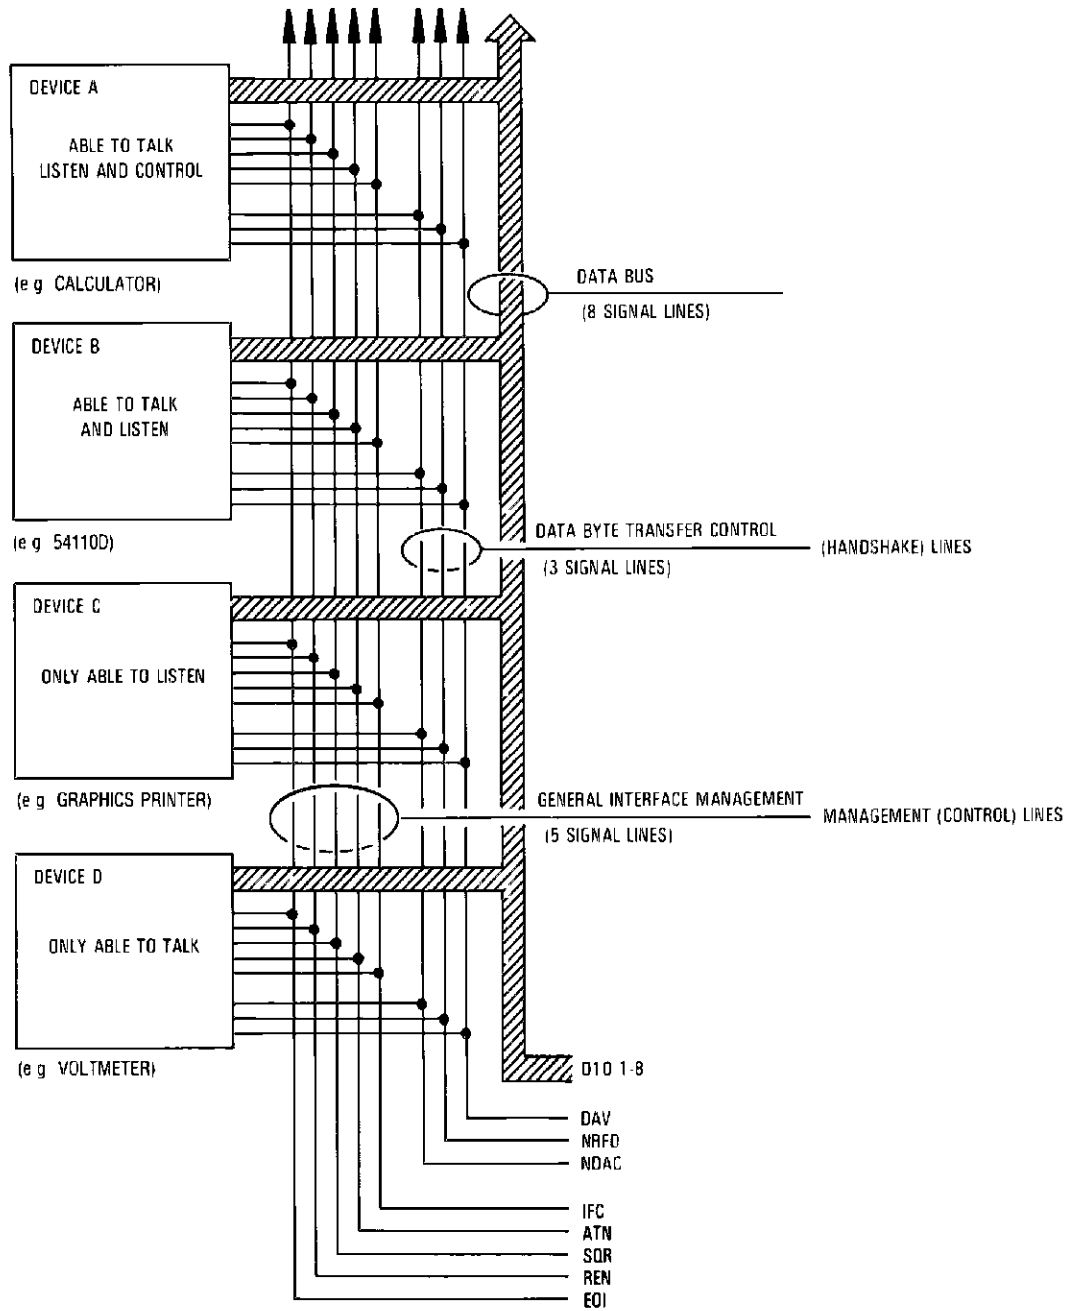 DEVICE A
ABLE TO TALK
LISTEN AND CONTROL
(e g CALCULATOR)
DATA BUS
(8 SIGNAL LINES)
DEVICE B
ABLE TO TALK
AND LISTEN
(e g 54110D)
DATA BYTE TRANSFER CONTROL
(HANDSHAKE) LINES
(3 SIGNAL LINES)
DEVICE C
ONLY ABLE TO LISTEN
(e g GRAPHICS PRINTER)
GENERAL INTERFACE MANAGEMENT
MANAGEMENT (CONTROL) LINES
(5 SIGNAL LINES)
DEVICE D
ONLY ABLE TO TALK
(e g VOLTMETER)
D10 1-8
DAV
NRFD
NDAC
IFC
ATN
SQR
REN
EOI